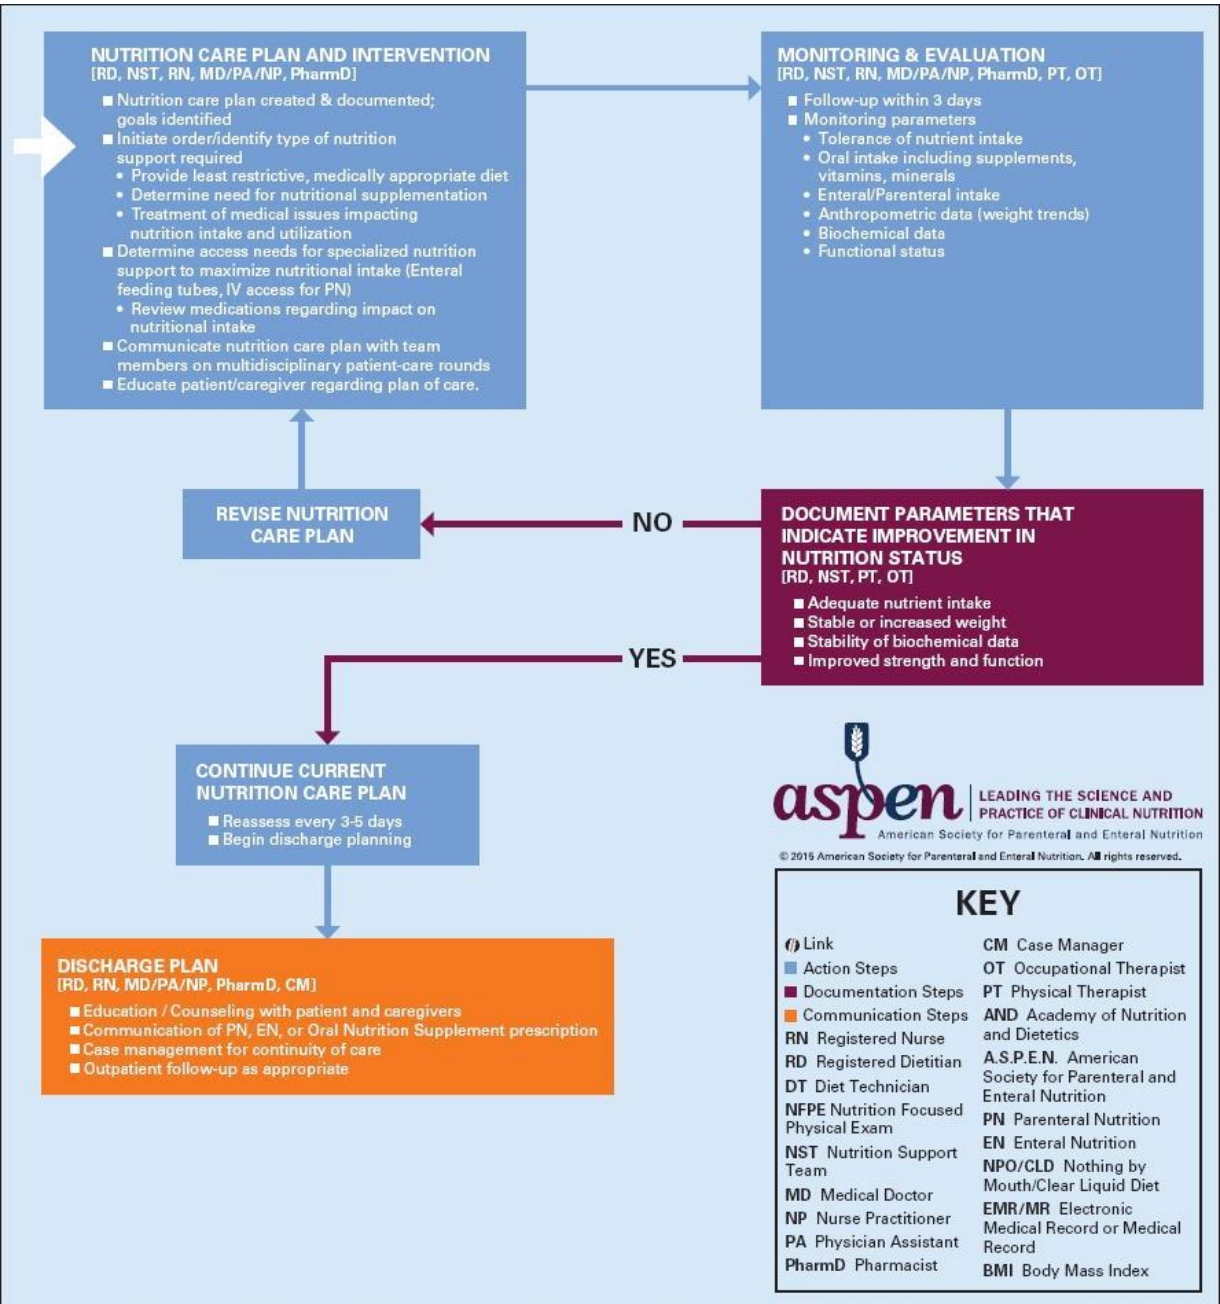 NUTRITION CARE PLAN AND INTERVENTION
[RD, NST, RN, MD/PA/NP, PharmD]
■ Nutrition care plan created & documented;
goals identified
■ Initiate order/identify type of nutrition
support required
• Provide least restrictive, medically appropriate diet
• Determine need for nutritional supplementation
• Treatment of medical issues impacting
nutrition intake and utilization
■ Determine access needs for specialized nutrition
support to maximize nutritional intake (Enteral
feeding tubes, IV access for PN)
• Review medications regarding impact on
nutritional intake
■ Communicate nutrition care plan with team
members on multidisciplinary patient-care rounds
■ Educate patient/caregiver regarding plan of care.
MONITORING & EVALUATION
[RD, NST, RN, MD/PA/NP, PharmD, PT, OT]
■ Follow-up within 3 days
■ Monitoring parameters
• Tolerance of nutrient intake
• Oral intake including supplements,
vitamins, minerals
• Enteral/Parenteral intake
• Anthropometric data (weight trends)
• Biochemical data
• Functional status
REVISE NUTRITION
CARE PLAN
NO
DOCUMENT PARAMETERS THAT
INDICATE IMPROVEMENT IN
NUTRITION STATUS
[RD, NST, PT, OT]
■ Adequate nutrient intake
■ Stable or increased weight
■ Stability of biochemical data
■ Improved strength and function
YES
CONTINUE CURRENT
NUTRITION CARE PLAN
■ Reassess every 3-5 days
■ Begin discharge planning
DISCHARGE PLAN
[RD, RN, MD/PA/NP, PharmD, CM]
■ Education / Counseling with patient and caregivers
■ Communication of PN, EN, or Oral Nutrition Supplement prescription
■ Case management for continuity of care
■ Outpatient follow-up as appropriate
aspen
LEADING THE SCIENCE AND
PRACTICE OF CLINICAL NUTRITION
American Society for Parenteral and Enteral Nutrition
© 2015 American Society for Parenteral and Enteral Nutrition. All rights reserved.
KEY
Link
Action Steps
Documentation Steps
Communication Steps
RN Registered Nurse
RD Registered Dietitian
DT Diet Technician
NFPE Nutrition Focused
Physical Exam
NST Nutrition Support
Team
MD Medical Doctor
NP Nurse Practitioner
PA Physician Assistant
PharmD Pharmacist
CM Case Manager
OT Occupational Therapist
PT Physical Therapist
AND Academy of Nutrition
and Dietetics
A.S.P.E.N. American
Society for Parenteral and
Enteral Nutrition
PN Parenteral Nutrition
EN Enteral Nutrition
NPO/CLD Nothing by
Mouth/Clear Liquid Diet
EMR/MR Electronic
Medical Record or Medical
Record
BMI Body Mass Index